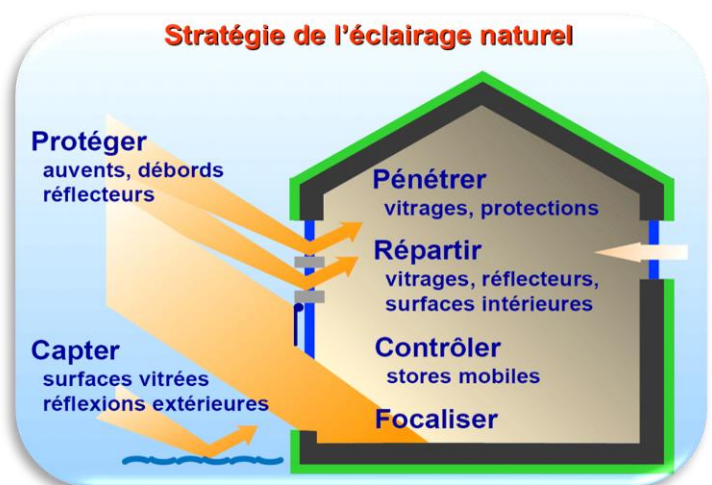 Stratégie de l'éclairage naturel
Protéger
auvents, débords
réflecteurs
Capter
surfaces vitrées
réflexions extérieures
Pénétrer
vitrages, protections
Répartir
vitrages, réflecteurs,
surfaces intérieures
Contrôler
stores mobiles
Focaliser